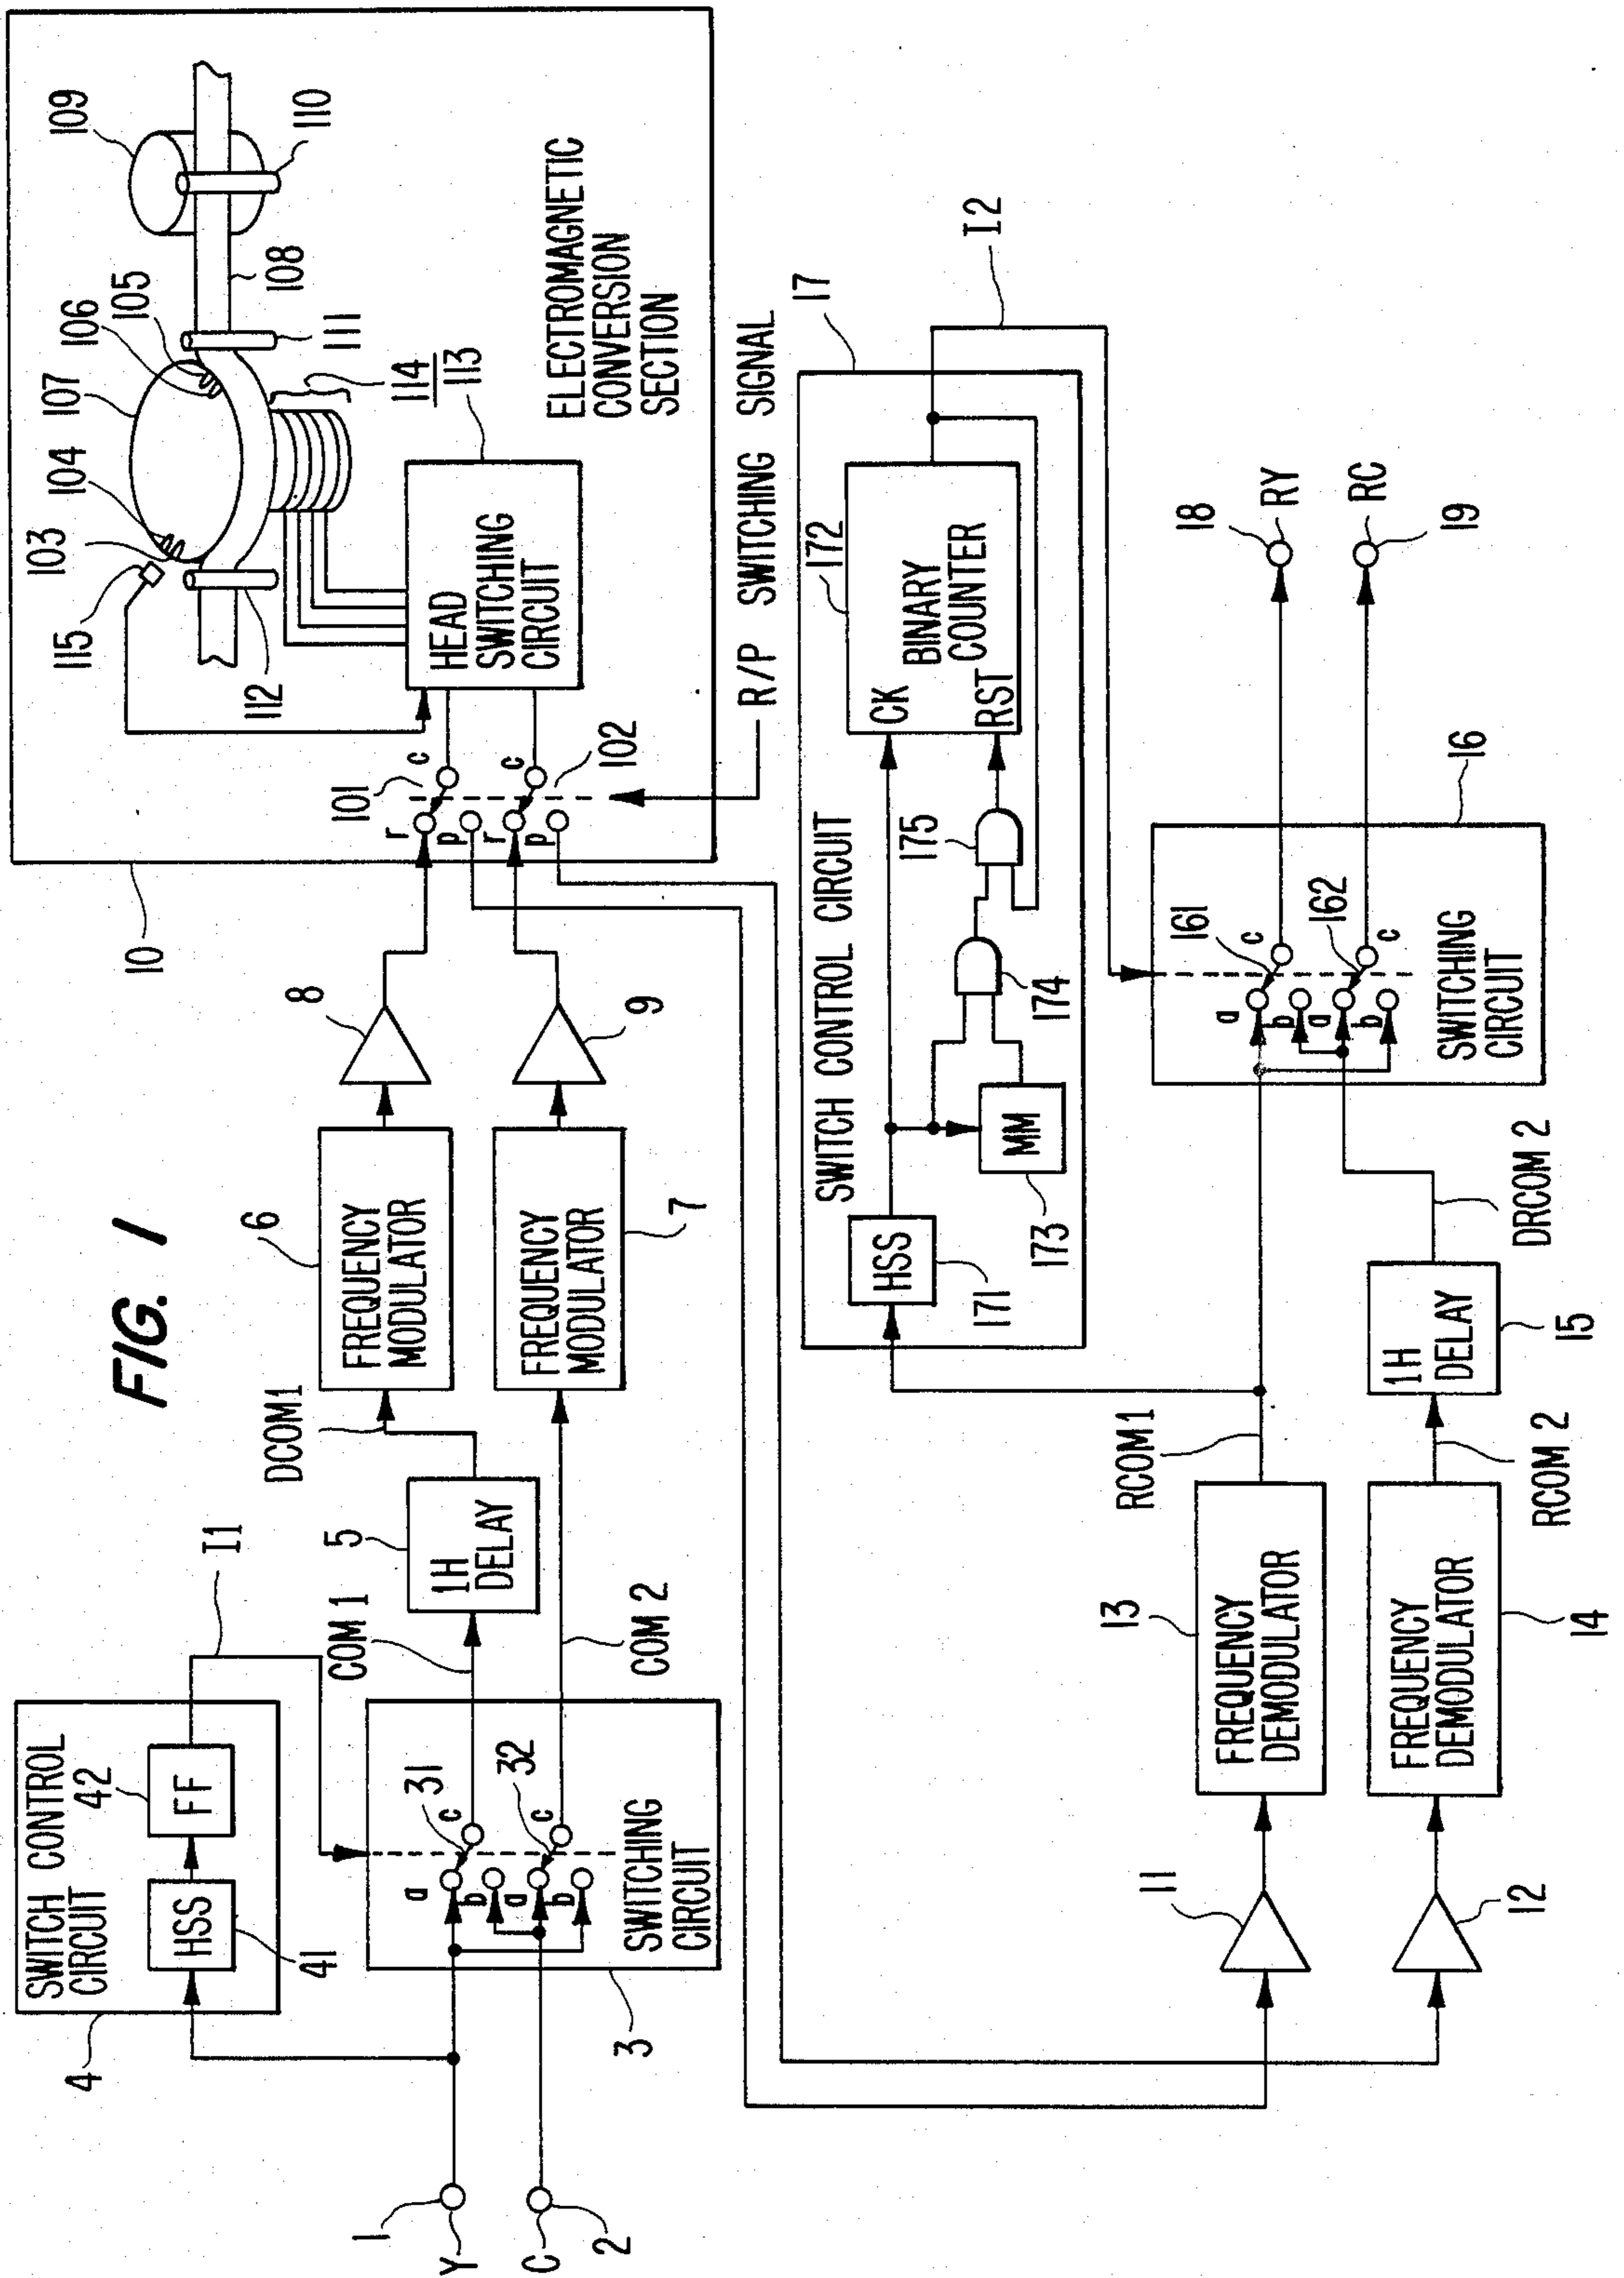 FIG. 1
4
SWITCH CONTROL
CIRCUIT
HSS
41
FF
42
I1
1
Y
C
2
3
a
b
a
b
31
c
32
c
SWITCHING
CIRCUIT
COM 1
COM 2
5
1H
DELAY
DCOM1
6
FREQUENCY
MODULATOR
FREQUENCY
MODULATOR
7
8
9
10
r
p
r
p
101
c
c
102
115
103
104
107
106
105
109
110
108
111
112
114
113
HEAD
SWITCHING
CIRCUIT
ELECTROMAGNETIC
CONVERSION
SECTION
R/P SWITCHING SIGNAL
17
SWITCH CONTROL CIRCUIT
HSS
171
MM
173
174
175
172
CK
RST
BINARY
COUNTER
I2
11
12
13
FREQUENCY
DEMODULATOR
FREQUENCY
DEMODULATOR
14
RCOM1
RCOM 2
1H
DELAY
15
DRCOM 2
16
a
b
a
b
161
c
162
c
SWITCHING
CIRCUIT
18
RY
RC
19